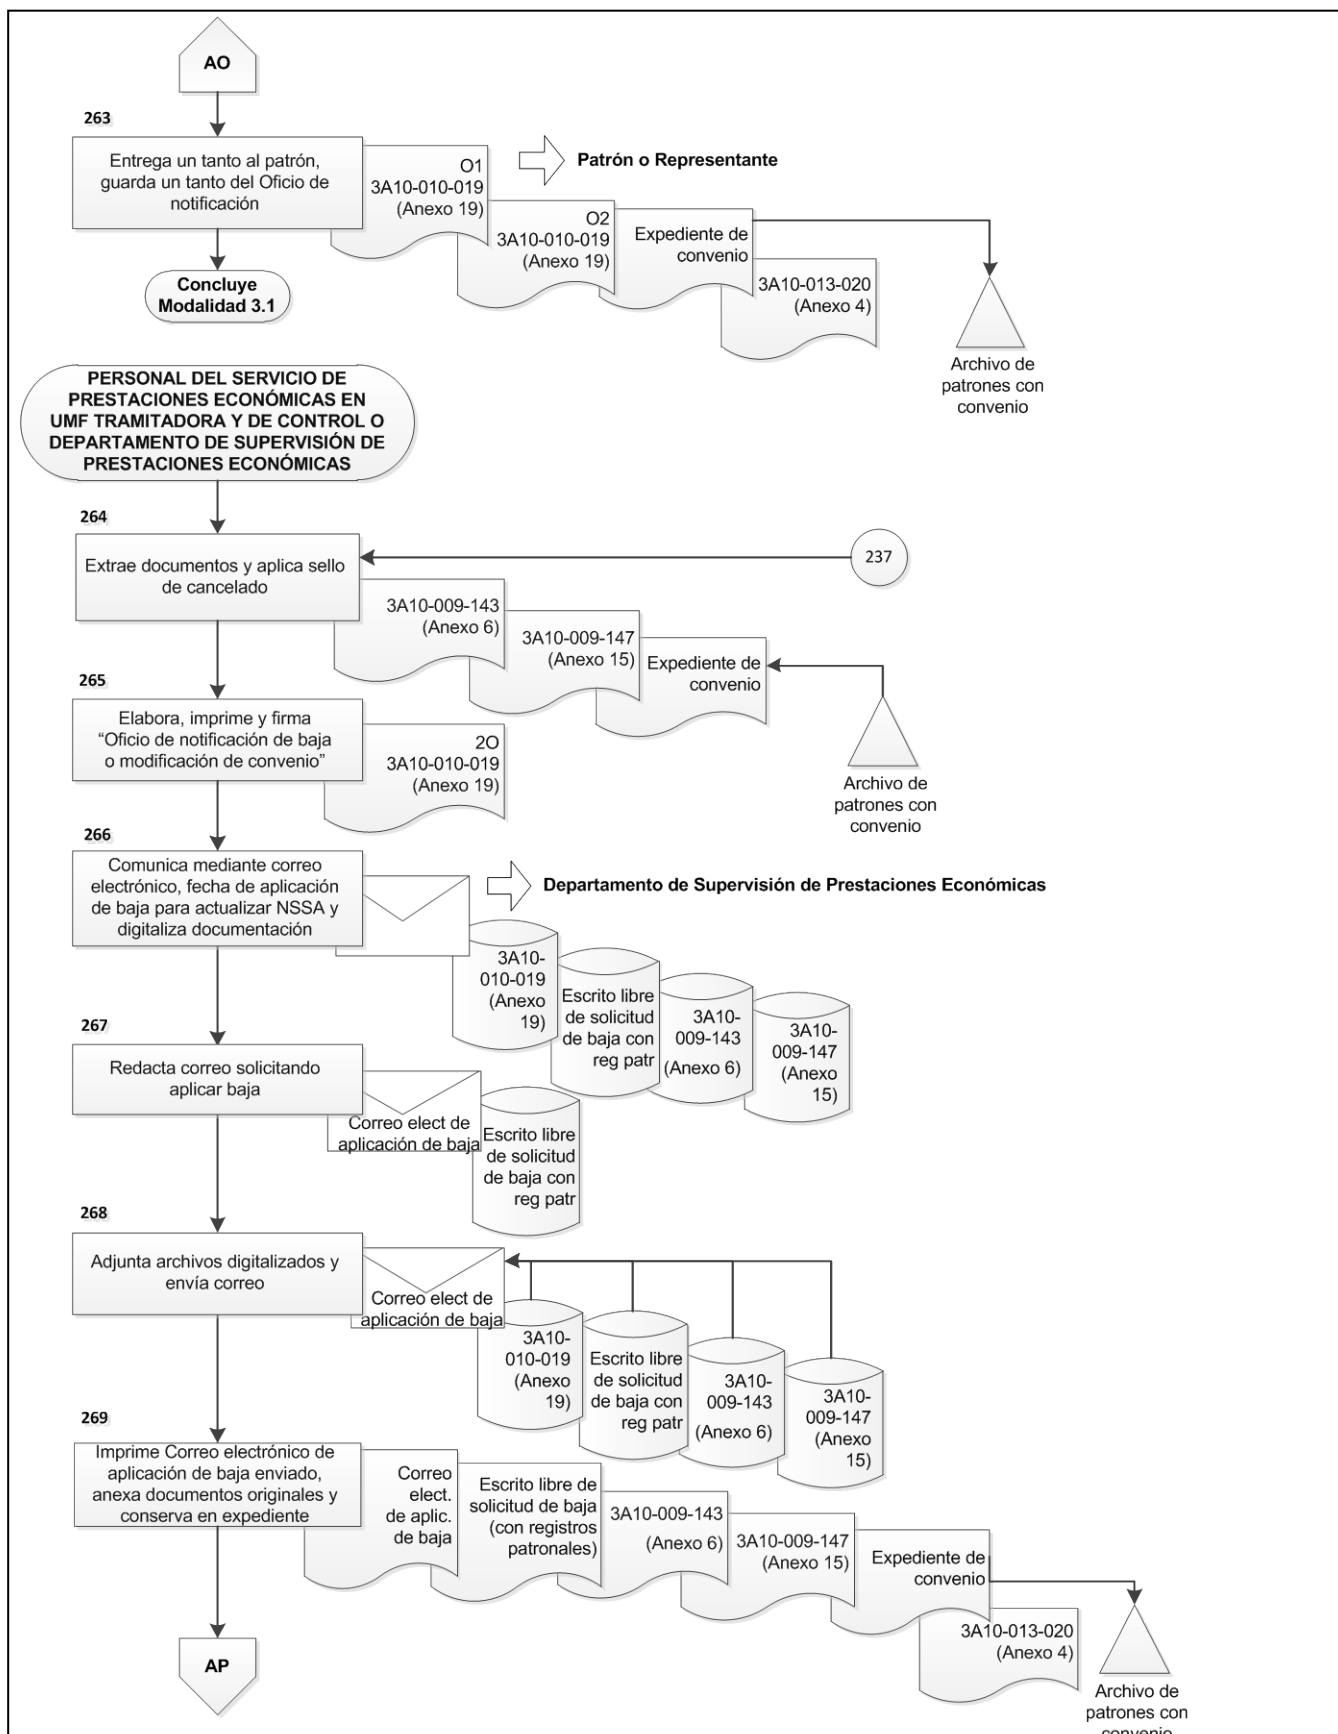 AO
263
Entrega un tanto al patrón,
guarda un tanto del Oficio de
notificación
O1
3A10-010-019
(Anexo 19)
Patrón o Representante
O2
3A10-010-019
(Anexo 19)
Expediente de
convenio
3A10-013-020
(Anexo 4)
Archivo de
patrones con
convenio
Concluye
Modalidad 3.1
PERSONAL DEL SERVICIO DE
PRESTACIONES ECONÓMICAS EN
UMF TRAMITADORA Y DE CONTROL O
DEPARTAMENTO DE SUPERVISIÓN DE
PRESTACIONES ECONÓMICAS
264
Extrae documentos y aplica sello
de cancelado
237
3A10-009-143
(Anexo 6)
3A10-009-147
(Anexo 15)
Expediente de
convenio
Archivo de
patrones con
convenio
265
Elabora, imprime y firma
“Oficio de notificación de baja
o modificación de convenio”
2O
3A10-010-019
(Anexo 19)
266
Comunica mediante correo
electrónico, fecha de aplicación
de baja para actualizar NSSA y
digitaliza documentación
Departamento de Supervisión de Prestaciones Económicas
3A10-
010-019
(Anexo
19)
Escrito libre
de solicitud
de baja con
reg patr
3A10-
009-143
(Anexo 6)
3A10-
009-147
(Anexo
15)
267
Redacta correo solicitando
aplicar baja
Correo elect de
aplicación de baja
Escrito libre
de solicitud
de baja con
reg patr
268
Adjunta archivos digitalizados y
envía correo
Correo elect de
aplicación de baja
3A10-
010-019
(Anexo
19)
Escrito libre
de solicitud
de baja con
reg patr
3A10-
009-143
(Anexo 6)
3A10-
009-147
(Anexo
15)
269
Imprime Correo electrónico de
aplicación de baja enviado,
anexa documentos originales y
conserva en expediente
Correo
elect.
de aplic.
de baja
Escrito libre de
solicitud de baja
(con registros
patronales)
3A10-009-143
(Anexo 6)
3A10-009-147
(Anexo 15)
Expediente de
convenio
3A10-013-020
(Anexo 4)
Archivo de
patrones con
convenio
AP